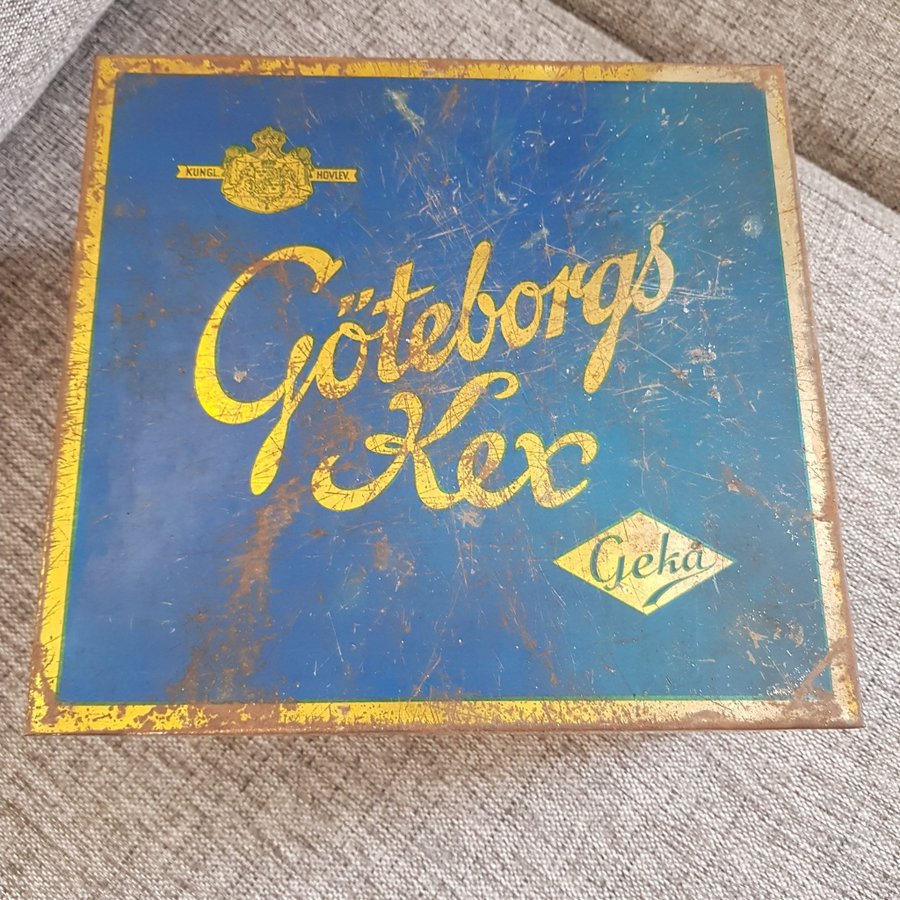 KUNGL. HOVLEV.
Göteborgs
Kex
Gekå